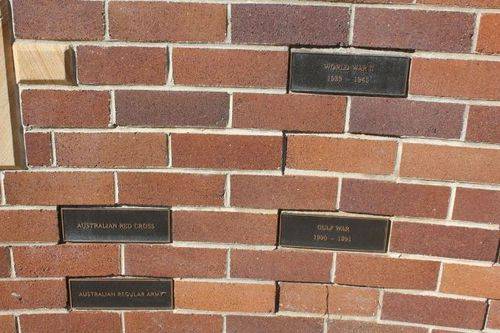 WORLD WAR II
1939 - 1945
AUSTRALIAN RED CROSS
GULF WAR
1990 - 1991
AUSTRALIAN REGULAR ARMY